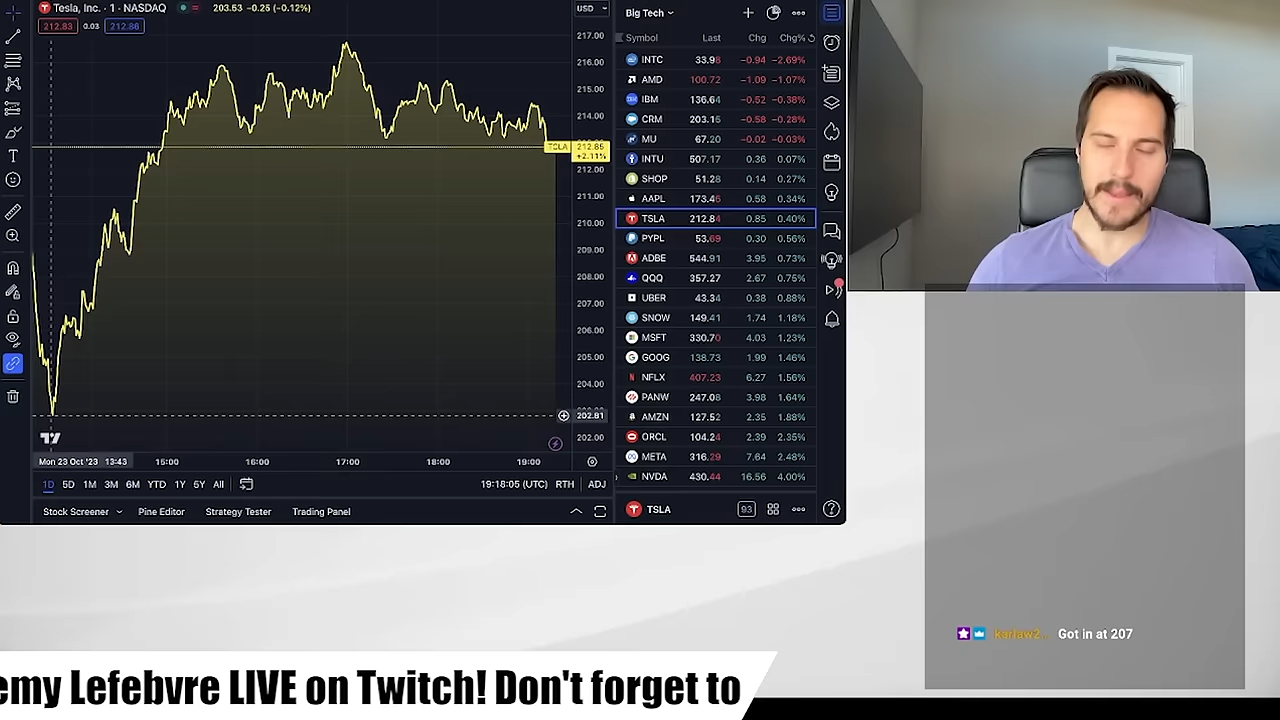 Tesla, Inc. · 1 · NASDAQ 203.53 −0.25 (−0.12%)
212.83 0.03 212.86
USD
217.00
216.00
215.00
214.00
TSLA 212.85
+2.11%
212.00
211.00
210.00
209.00
208.00
207.00
206.00
205.00
204.00
202.81
202.00
Mon 23 Oct '23 13:43 15:00 16:00 17:00 18:00 19:00
1D 5D 1M 3M 6M YTD 1Y 5Y All 19:18:05 (UTC) RTH ADJ
Stock Screener Pine Editor Strategy Tester Trading Panel
Big Tech
Symbol Last Chg Chg%
INTC 33.98 −0.94 −2.69%
AMD 100.72 −1.09 −1.07%
IBM 136.64 −0.52 −0.38%
CRM 203.15 −0.58 −0.28%
MU 67.20 −0.02 −0.03%
INTU 507.17 0.36 0.07%
SHOP 51.28 0.14 0.27%
AAPL 173.46 0.58 0.34%
TSLA 212.84 0.85 0.40%
PYPL 53.69 0.30 0.56%
ADBE 544.91 3.95 0.73%
QQQ 357.27 2.67 0.75%
UBER 43.34 0.38 0.88%
SNOW 149.41 1.74 1.18%
MSFT 330.70 4.03 1.23%
GOOG 138.73 1.99 1.46%
NFLX 407.23 6.27 1.56%
PANW 247.08 3.98 1.64%
AMZN 127.52 2.35 1.88%
ORCL 104.24 2.39 2.35%
META 316.29 7.64 2.48%
NVDA 430.44 16.56 4.00%
TSLA 93
Got in at 207
emy Lefebvre LIVE on Twitch! Don't forget to